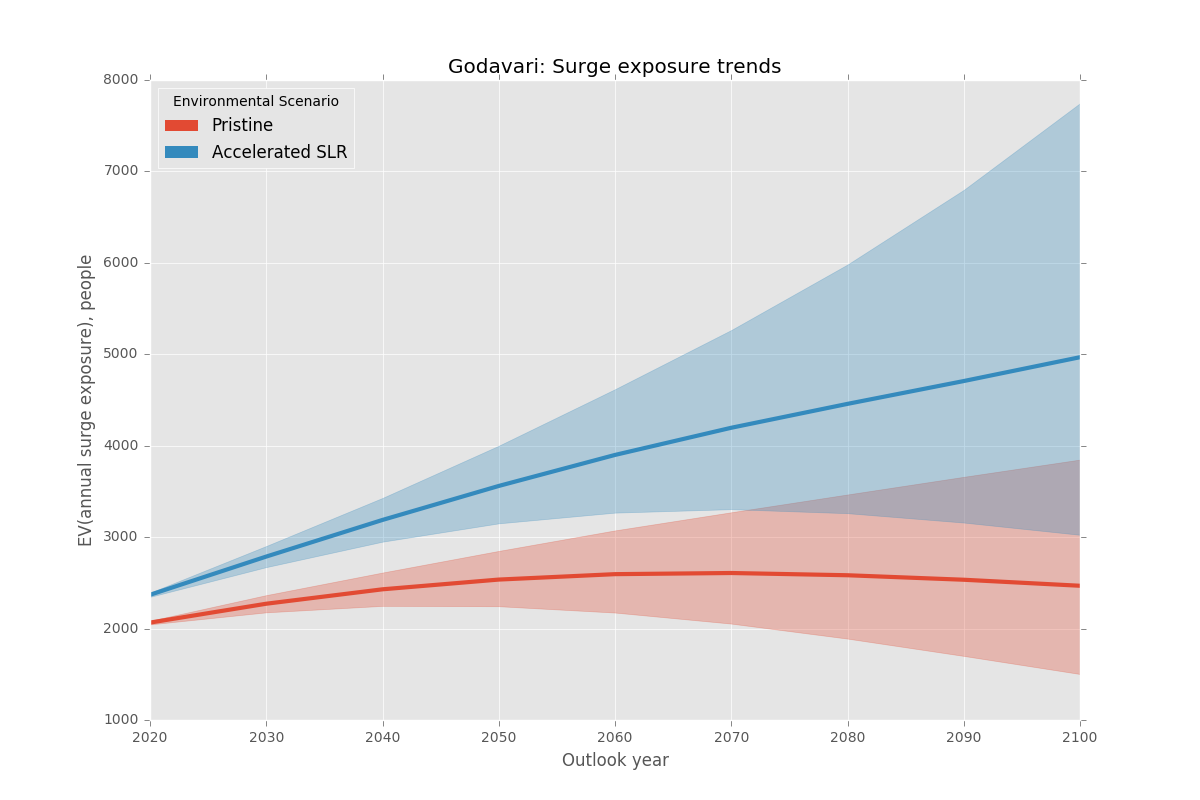 Godavari: Surge exposure trends
8000
Environmental Scenario
Pristine
Accelerated SLR
7000
6000
5000
4000
3000
2000
1000
EV(annual surge exposure), people
2020 2030 2040 2050 2060 2070 2080 2090 2100
Outlook year